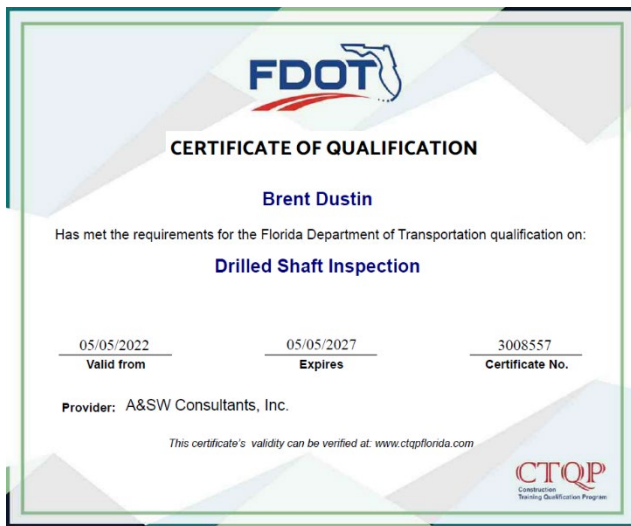 FDOT
CERTIFICATE OF QUALIFICATION
Brent Dustin
Has met the requirements for the Florida Department of Transportation qualification on:
Drilled Shaft Inspection
05/05/2022 05/05/2027 3008557
Valid from Expires Certificate No.
Provider: A&SW Consultants, Inc.
This certificate's validity can be verified at: www.ctqpflorida.com
CTQP
Construction
Training Qualification Program